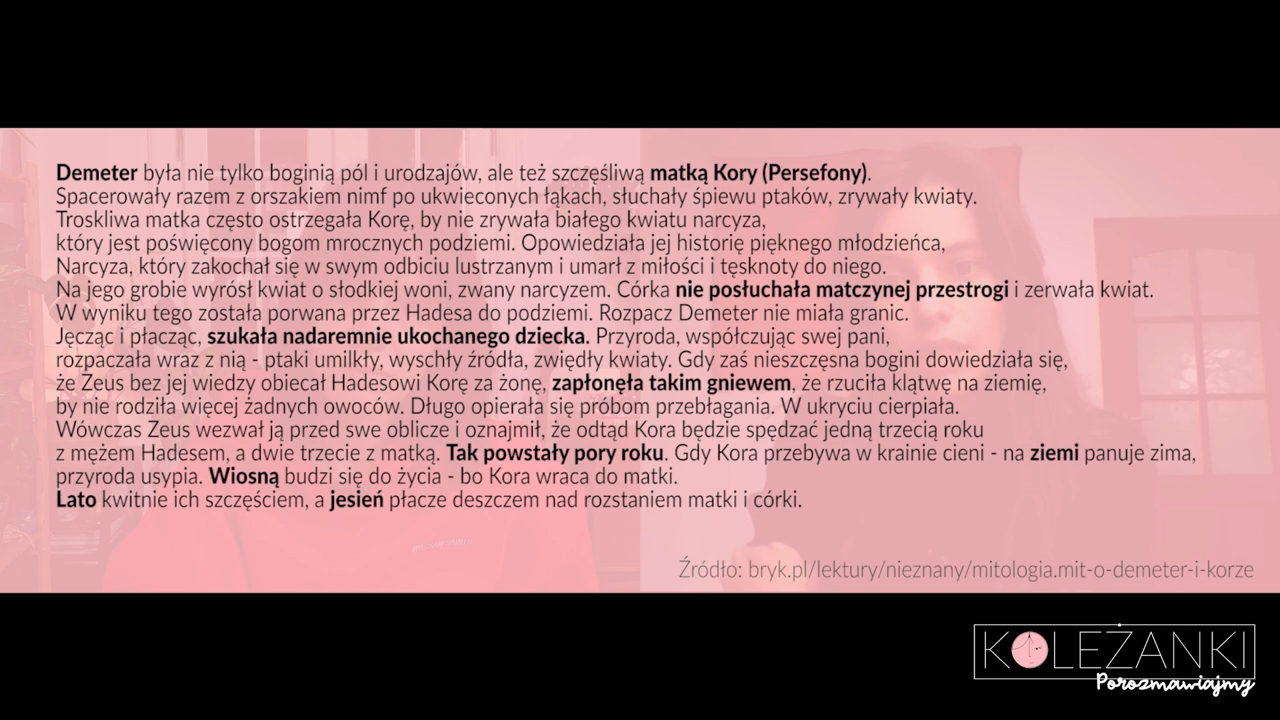 Demeter była nie tylko boginią pól i urodzajów, ale też szczęśliwą matką Kory (Persefony).
Spacerowały razem z orszakiem nimf po ukwieconych łąkach, słuchały śpiewu ptaków, zrywały kwiaty.
Troskliwa matka często ostrzegała Korę, by nie zrywała białego kwiatu narcyza,
który jest poświęcony bogom mrocznych podziemi. Opowiedziała jej historię pięknego młodzieńca,
Narcyza, który zakochał się w swym odbiciu lustrzanym i umarł z miłości i tęsknoty do niego.
Na jego grobie wyrósł kwiat o słodkiej woni, zwany narcyzem. Córka nie posłuchała matczynej przestrogi i zerwała kwiat.
W wyniku tego została porwana przez Hadesa do podziemi. Rozpacz Demeter nie miała granic.
Jęcząc i płacząc, szukała nadaremnie ukochanego dziecka. Przyroda, współczując swej pani,
rozpaczała wraz z nią - ptaki umilkły, wyschły źródła, zwiędły kwiaty. Gdy zaś nieszczęsna bogini dowiedziała się,
że Zeus bez jej wiedzy obiecał Hadesowi Korę za żonę, zapłonęła takim gniewem, że rzuciła klątwę na ziemię,
by nie rodziła więcej żadnych owoców. Długo opierała się próbom przebłagania. W ukryciu cierpiała.
Wówczas Zeus wezwał ją przed swe oblicze i oznajmił, że odtąd Kora będzie spędzać jedną trzecią roku
z mężem Hadesem, a dwie trzecie z matką. Tak powstały pory roku. Gdy Kora przebywa w krainie cieni - na ziemi panuje zima,
przyroda usypia. Wiosną budzi się do życia - bo Kora wraca do matki.
Lato kwitnie ich szczęściem, a jesień płacze deszczem nad rozstaniem matki i córki.
Źródło: bryk.pl/lektury/nieznany/mitologia.mit-o-demeter-i-korze
KOLEŻANKI
Porozmawiajmy